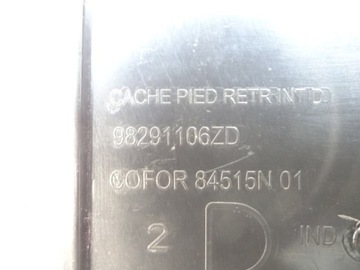 CACHE PIED RETR INT D
98291106ZD
COFOR 84515N 01
2 D IND